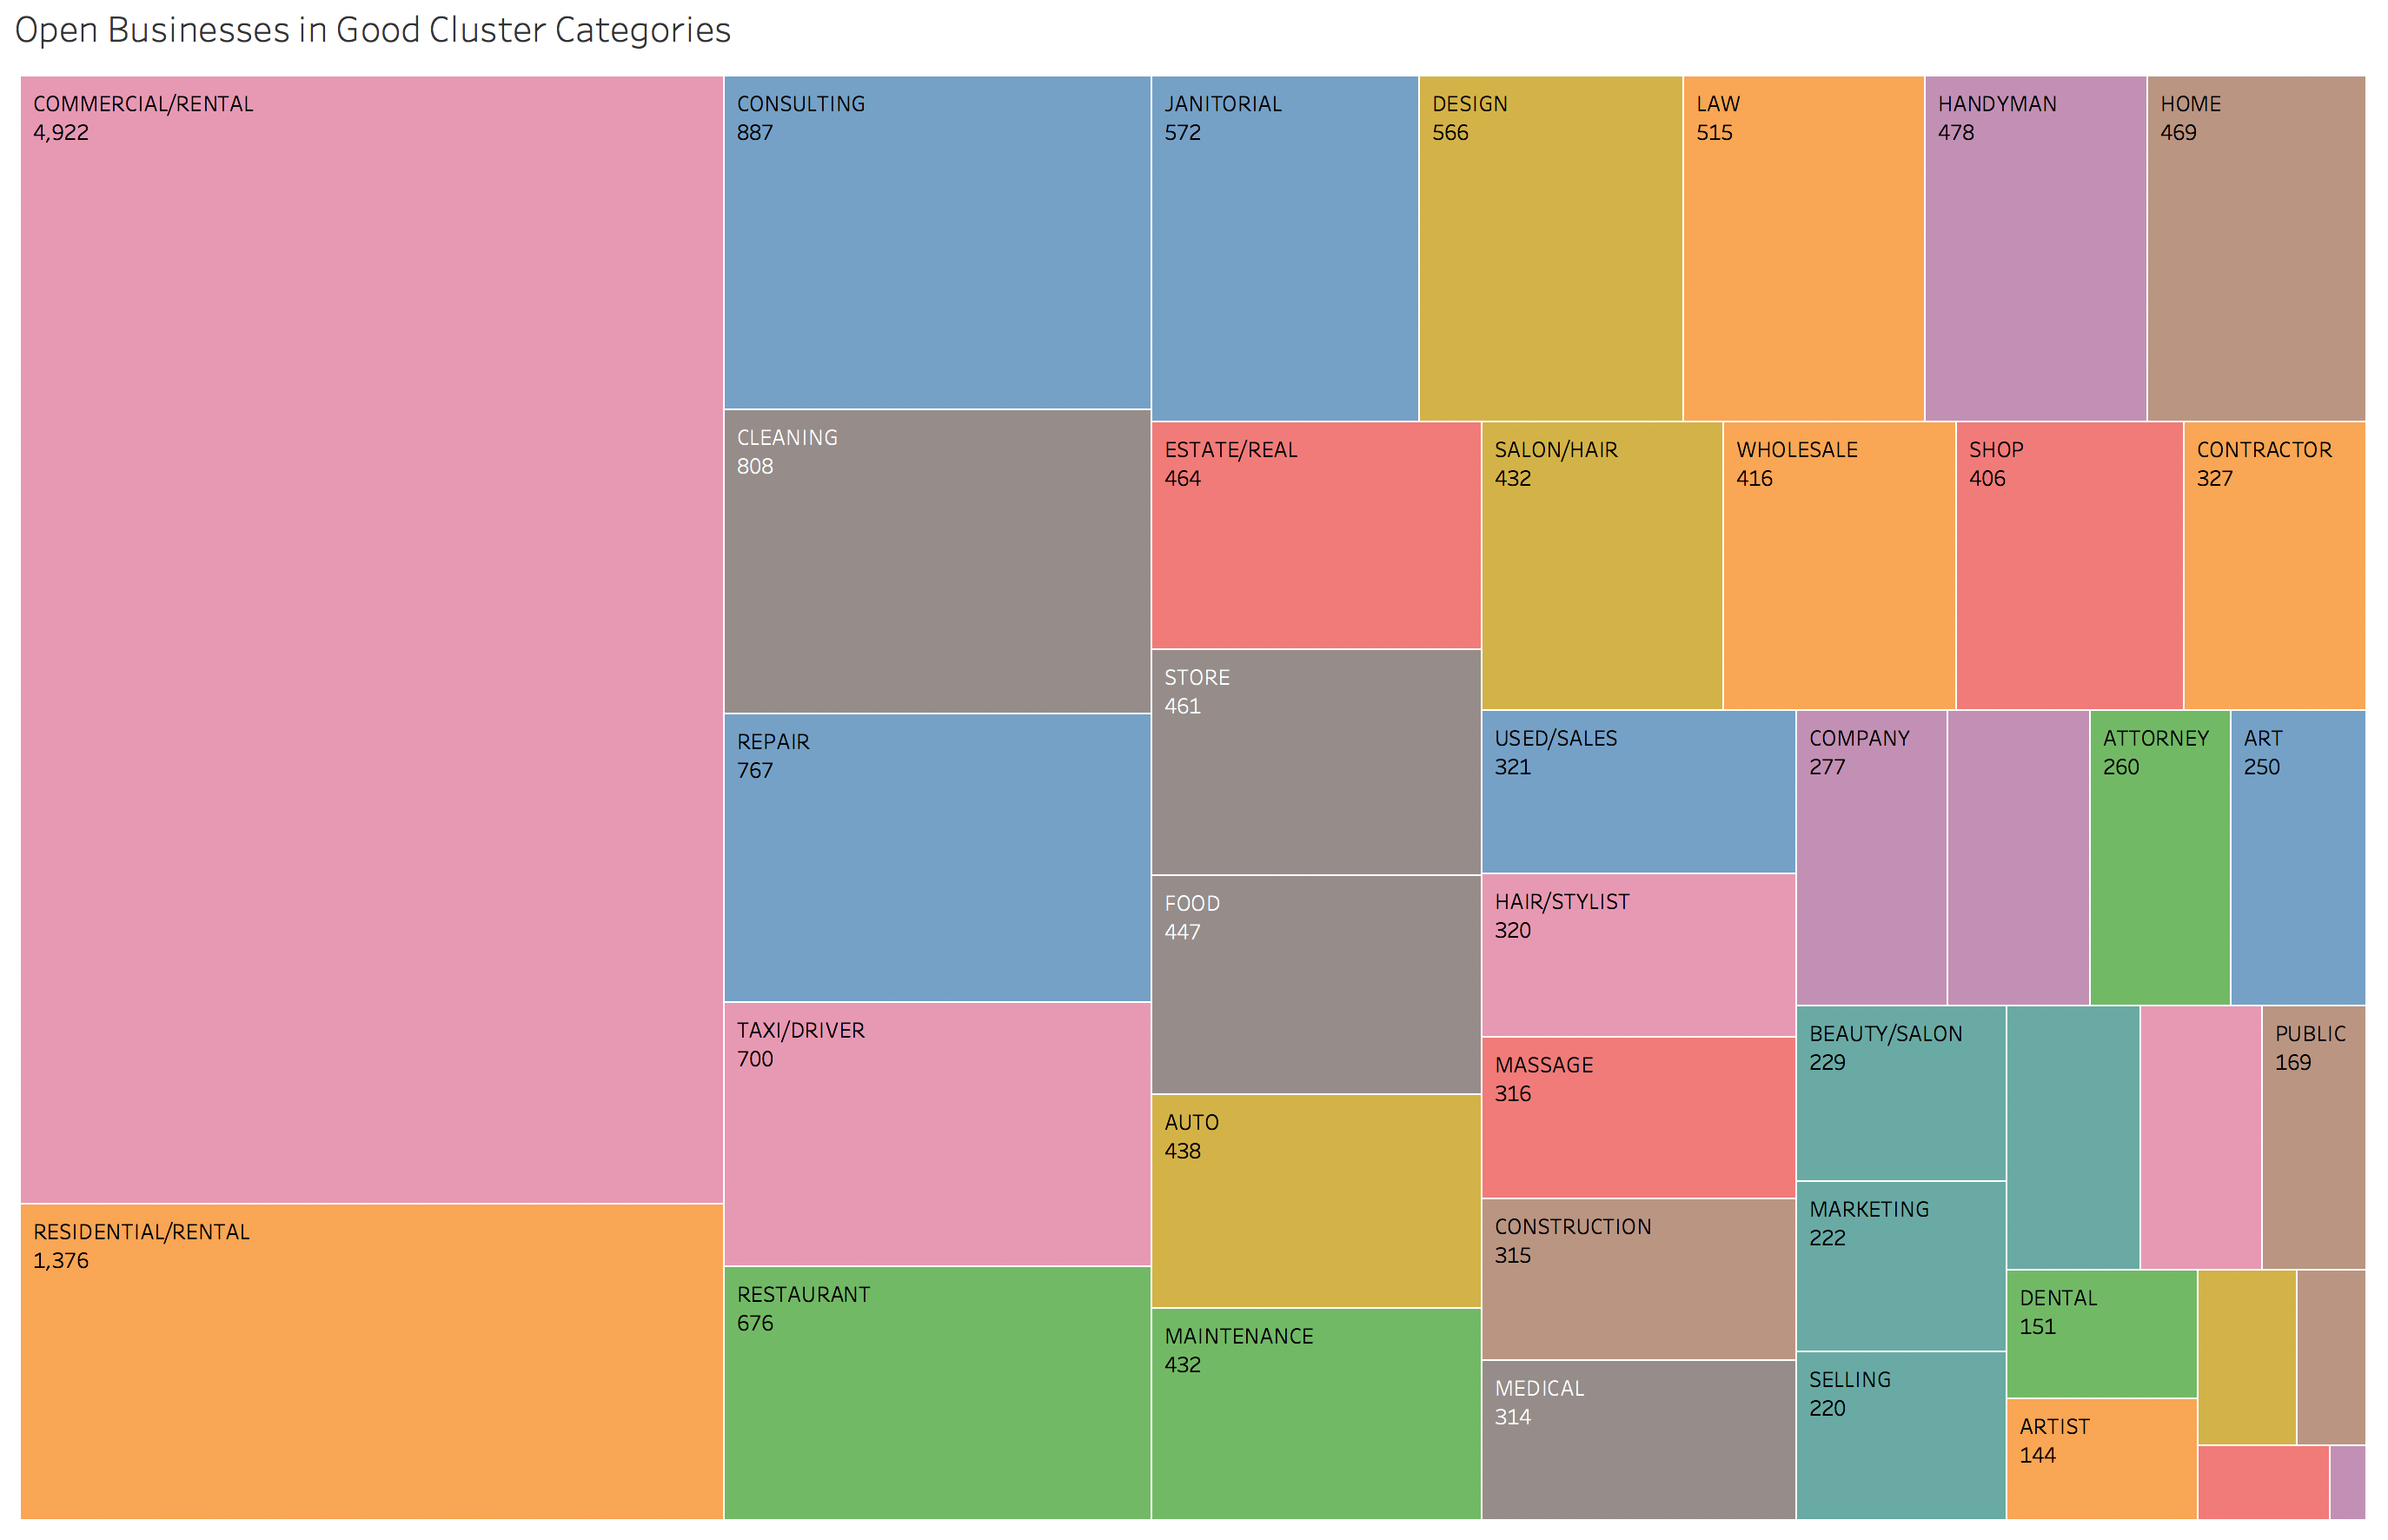 Open Businesses in Good Cluster Categories
COMMERCIAL/RENTAL
4,922
RESIDENTIAL/RENTAL
1,376
CONSULTING
887
CLEANING
808
REPAIR
767
TAXI/DRIVER
700
RESTAURANT
676
JANITORIAL
572
DESIGN
566
LAW
515
HANDYMAN
478
HOME
469
ESTATE/REAL
464
STORE
461
FOOD
447
AUTO
438
MAINTENANCE
432
SALON/HAIR
432
WHOLESALE
416
SHOP
406
CONTRACTOR
327
USED/SALES
321
HAIR/STYLIST
320
MASSAGE
316
CONSTRUCTION
315
MEDICAL
314
COMPANY
277
ATTORNEY
260
ART
250
BEAUTY/SALON
229
MARKETING
222
SELLING
220
PUBLIC
169
DENTAL
151
ARTIST
144